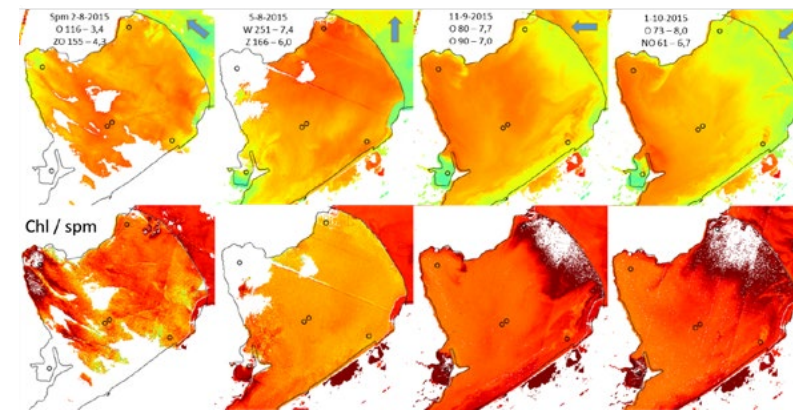 5pm 2-8-2015
O 116 – 3,4
ZO 155 – 4,3
5-8-2015
W 251 – 7,4
Z 166 – 6,0
11-9-2015
O 80 – 7,7
O 90 – 7,0
1-10-2015
O 73 – 8,0
NO 61 – 6,7
Chl / spm